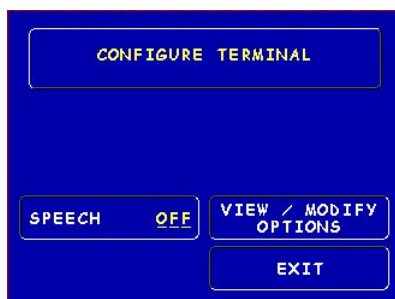 CONFIGURE TERMINAL
SPEECH OFF
VIEW / MODIFY
OPTIONS
EXIT